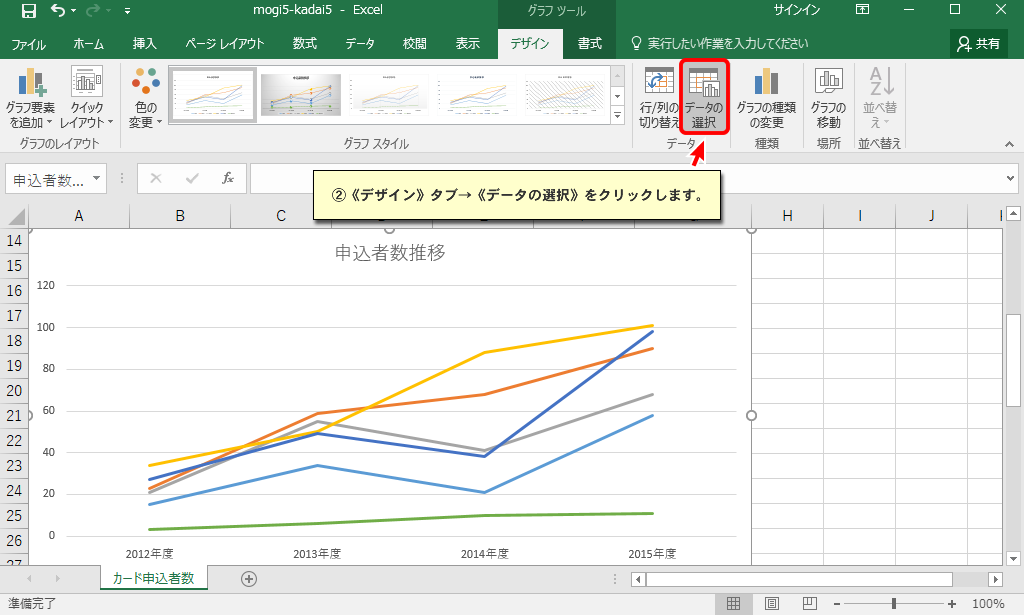 mogi5-kadai5 - Excel
グラフ ツール
サインイン
ファイル ホーム 挿入 ページ レイアウト 数式 データ 校閲 表示 デザイン 書式 実行したい作業を入力してください 共有
グラフ要素を追加
クイックレイアウト
色の変更
行/列の切り替え
データの選択
グラフの種類の変更
グラフの移動
並べ替え
グラフのレイアウト グラフ スタイル データ 種類 場所 並べ替え
申込者数... fx
②《デザイン》タブ→《データの選択》をクリックします。
A B C H I J
14
15
16
17
18
19
20
21
22
23
24
25
26
27
申込者数推移
120
100
80
60
40
20
0
2012年度 2013年度 2014年度 2015年度
カード申込者数
準備完了 100%